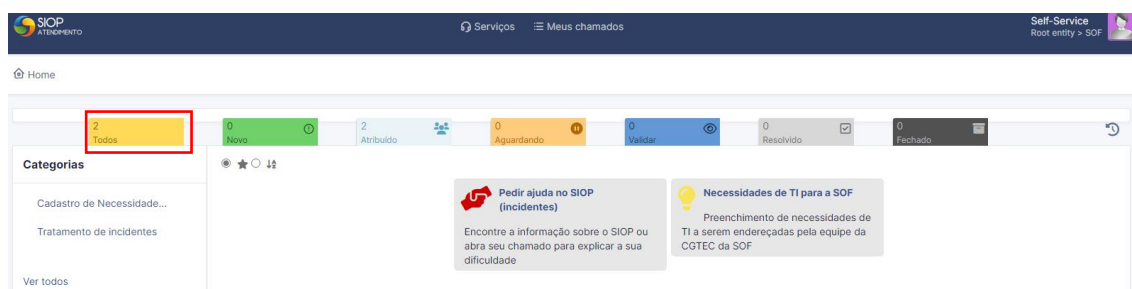 SIOP
ATENDIMENTO
Serviços
Meus chamados
Self-Service
Root entity > SOF
Home
2
Todos
0
Novo
2
Atribuído
0
Aguardando
0
Validar
0
Resolvido
0
Fechado
Categorias
Cadastro de Necessidade...
Tratamento de incidentes
Ver todos
Pedir ajuda no SIOP
(incidentes)
Encontre a informação sobre o SIOP ou
abra seu chamado para explicar a sua
dificuldade
Necessidades de TI para a SOF
Preenchimento de necessidades de
TI a serem endereçadas pela equipe da
CGTEC da SOF